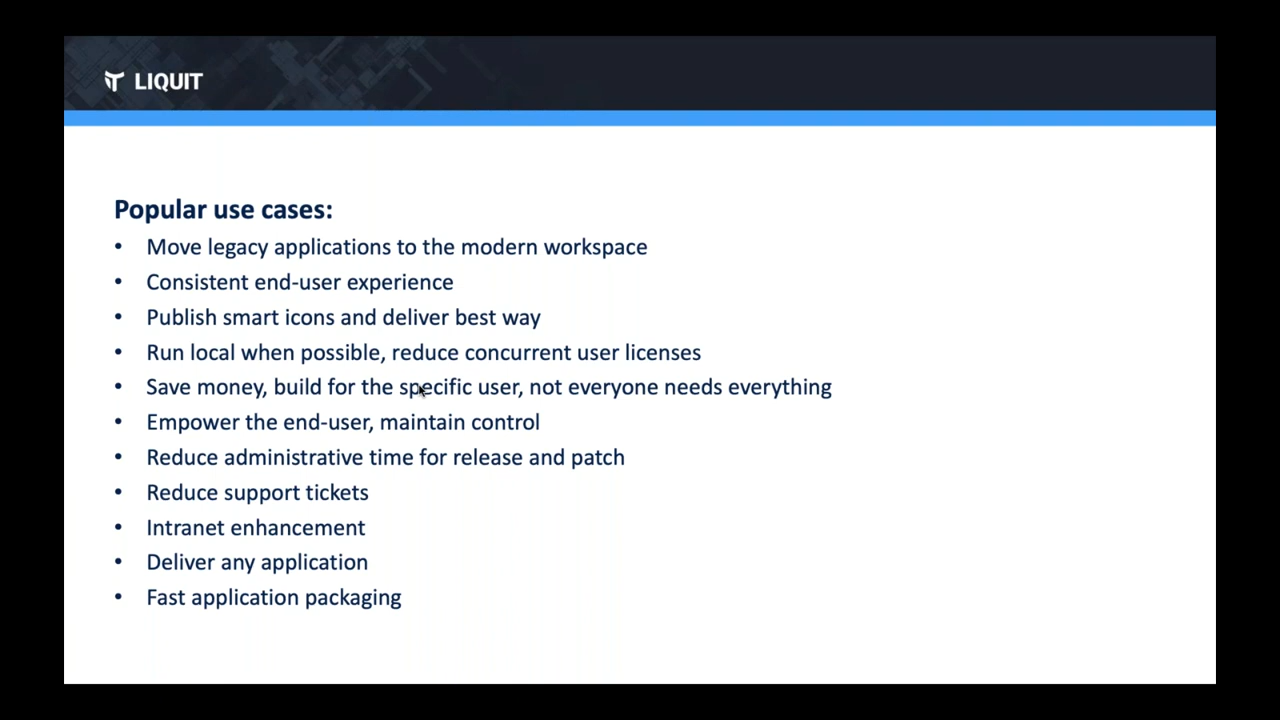 LIQUIT
Popular use cases:
• Move legacy applications to the modern workspace
• Consistent end-user experience
• Publish smart icons and deliver best way
• Run local when possible, reduce concurrent user licenses
• Save money, build for the specific user, not everyone needs everything
• Empower the end-user, maintain control
• Reduce administrative time for release and patch
• Reduce support tickets
• Intranet enhancement
• Deliver any application
• Fast application packaging